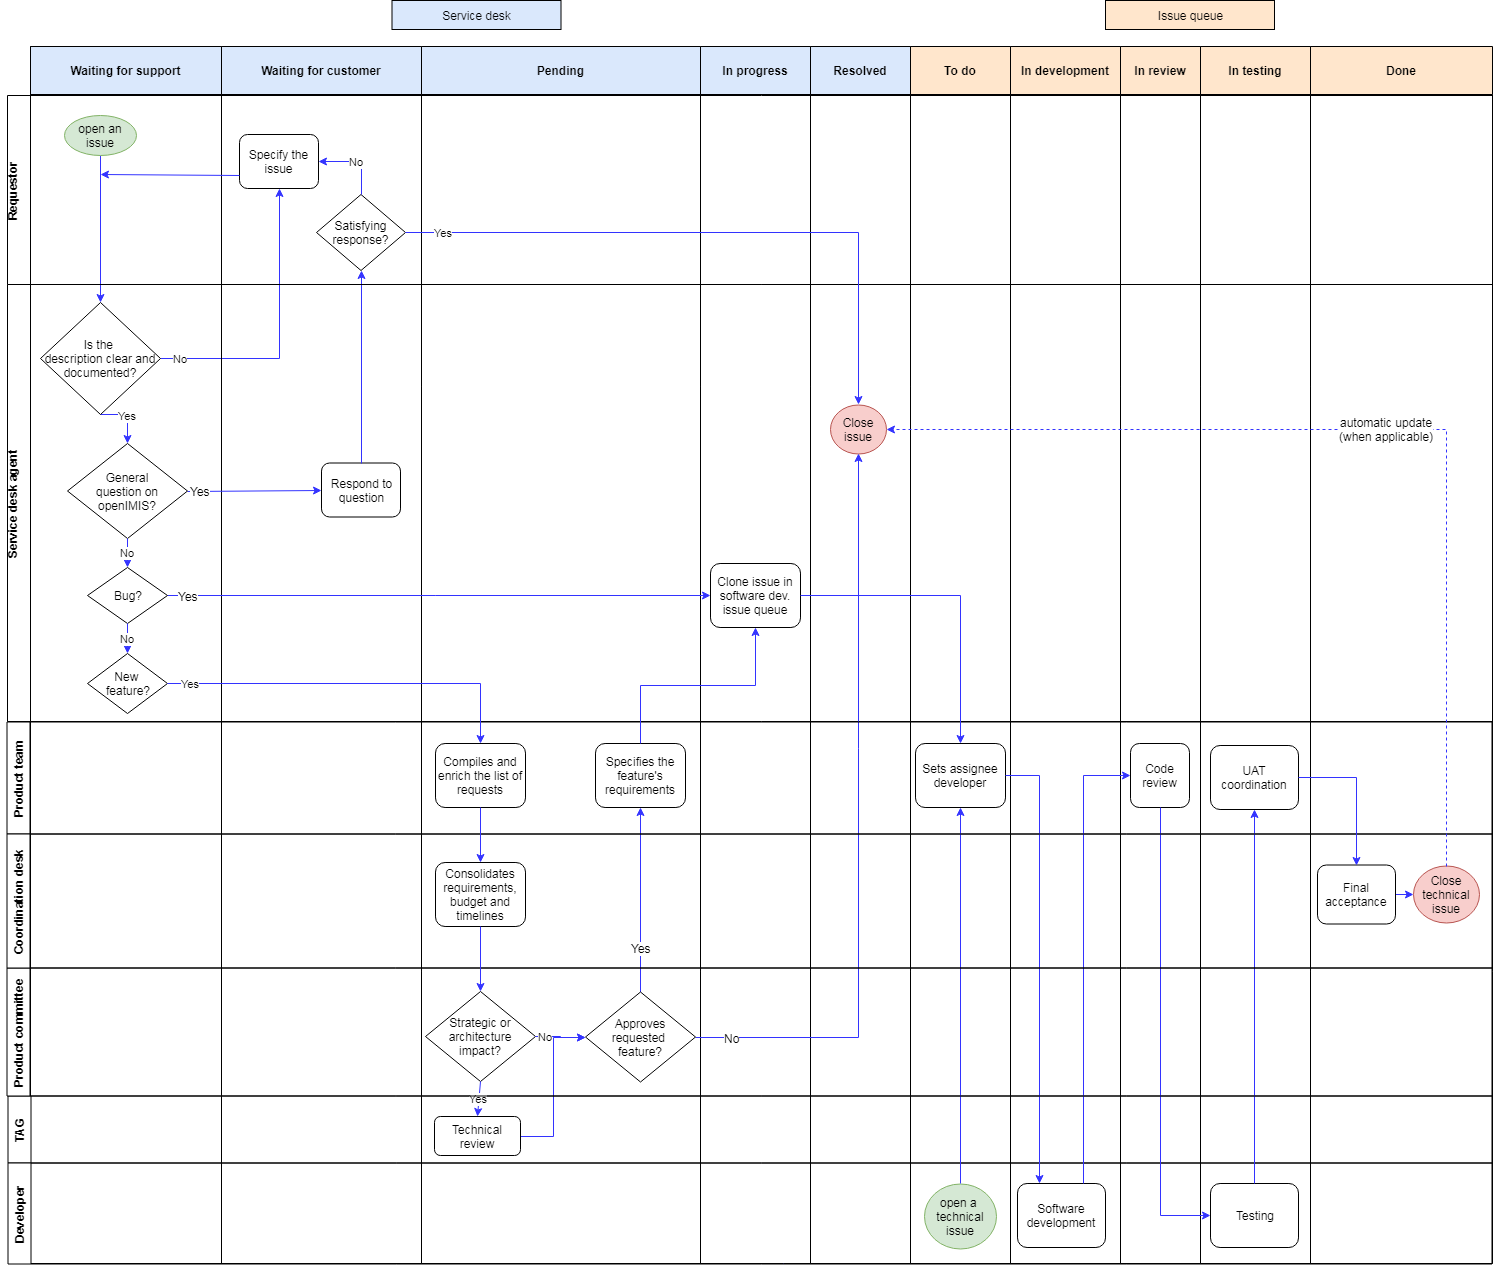 Service desk
Issue queue
Waiting for support
Waiting for customer
Pending
In progress
Resolved
To do
In development
In review
In testing
Done
Requestor
open an
issue
Specify the
issue
No
Satisfying
response?
Yes
Service desk agent
Is the
description clear and
documented?
No
Yes
Close
issue
automatic update
(when applicable)
General
question on
openIMIS?
Yes
Respond to
question
No
Bug?
Yes
Clone issue in
software dev.
issue queue
No
New
feature?
Yes
Product team
Compiles and
enrich the list of
requests
Specifies the
feature's
requirements
Sets assignee
developer
Code
review
UAT
coordination
Coordination desk
Consolidates
requirements,
budget and
timelines
Yes
Final
acceptance
Close
technical
issue
Product committee
Strategic or
architecture
impact?
No
Approves
requested
feature?
No
Yes
TAG
Technical
review
Developer
open a
technical
issue
Software
development
Testing